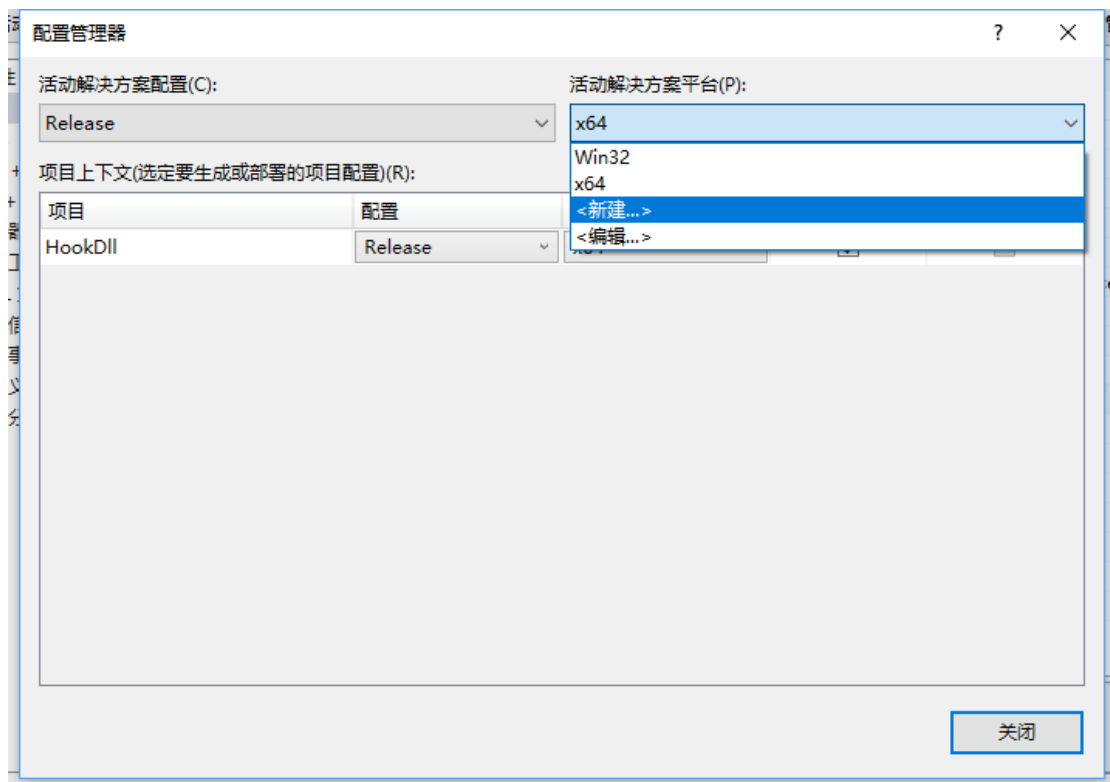 配置管理器
?
活动解决方案配置(C):
活动解决方案平台(P):
Release
x64
Win32
x64
<新建...>
<编辑...>
项目上下文(选定要生成或部署的项目配置)(R):
项目
配置
HookDll
Release
关闭